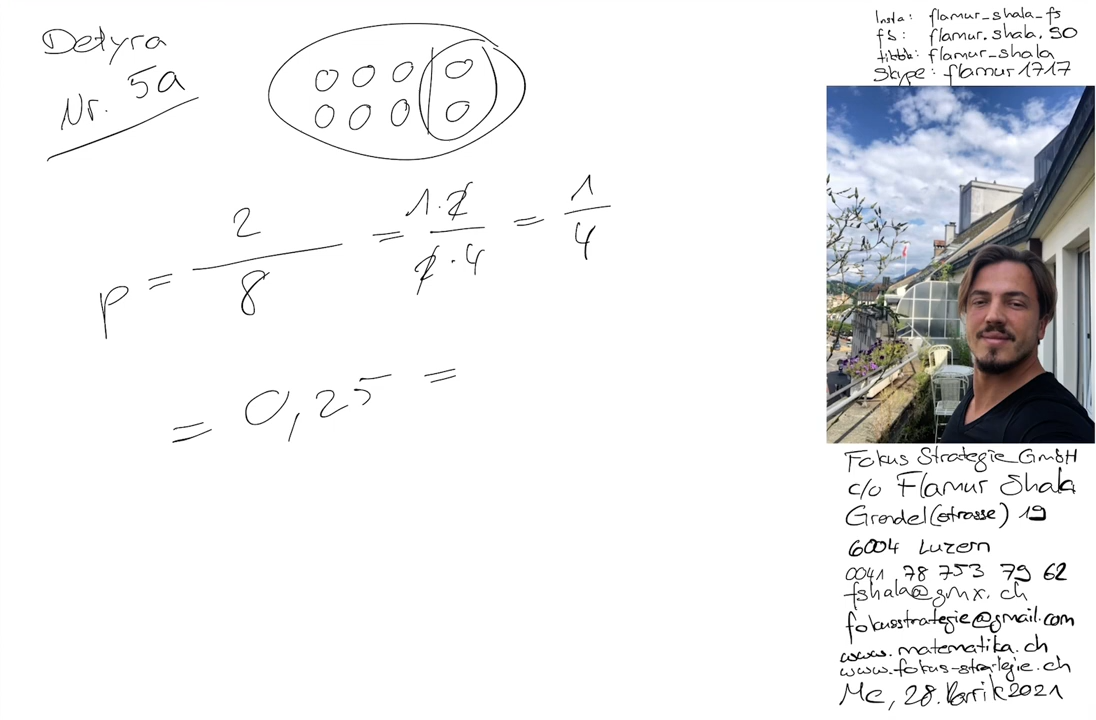 Detyra
Nr. 5a
p = 2/8 = 1·2/2·4 = 1/4
= 0,25 =
Insta: flamur_shala_fs
fb: flamur.shala.50
tiktok: flamur_shala
Skype: flamur1717
Fokus Strategie GmbH
c/o Flamur Shala
Grendel(strasse) 19
6004 Luzern
0041 78 753 79 62
fshala@gmx.ch
fokusstrategie@gmail.com
www.matematika.ch
www.fokus-strategie.ch
Me, 28. Korrik 2021